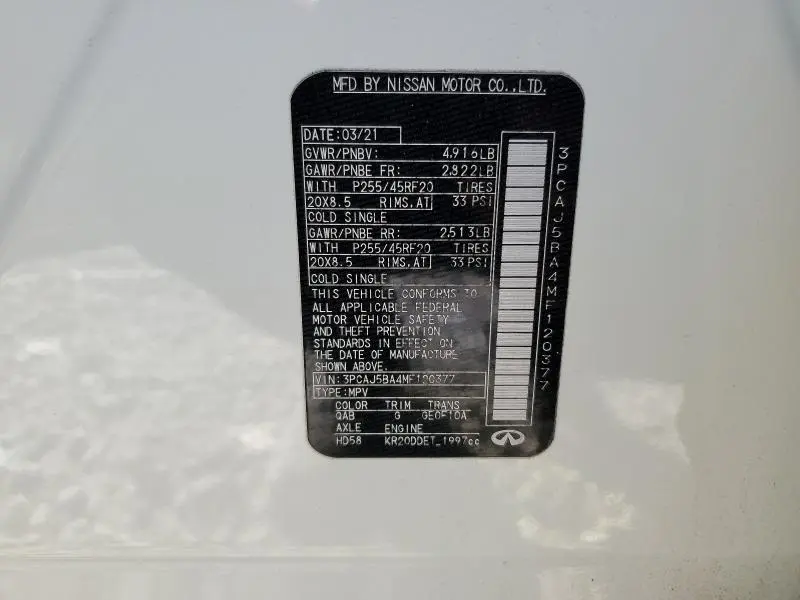 MFD BY NISSAN MOTOR CO.,LTD.
DATE:03/21
GVWR/PNBV: 4,916LB
GAWR/PNBE FR: 2,822LB
WITH P255/45RF20 TIRES
20X8.5 RIMS,AT 33 PSI
COLD SINGLE
GAWR/PNBE RR: 2,513LB
WITH P255/45RF20 TIRES
20X8.5 RIMS,AT 33 PSI
COLD SINGLE
THIS VEHICLE CONFORMS TO
ALL APPLICABLE FEDERAL
MOTOR VEHICLE SAFETY
AND THEFT PREVENTION
STANDARDS IN EFFECT ON
THE DATE OF MANUFACTURE
SHOWN ABOVE.
VIN:3PCAJ5BA4MF120377
TYPE:MPV
COLOR TRIM TRANS
QAB G GE0F10A
AXLE ENGINE
HD58 KR20DDET_1997cc
3PCAJ5BA4MF120377